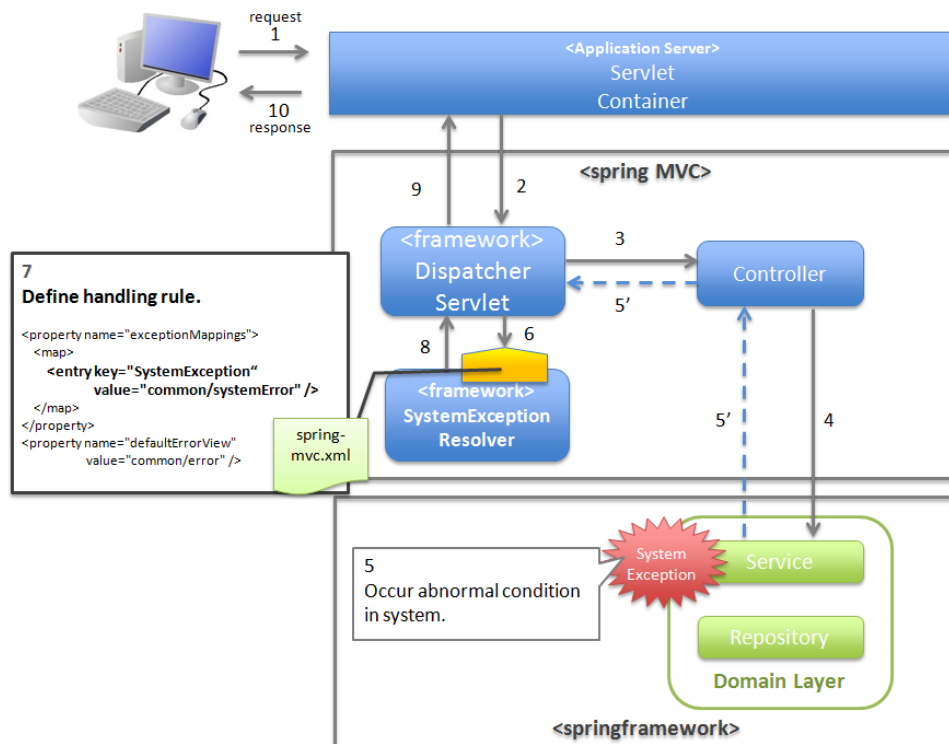 request
1
10
response
<Application Server>
Servlet
Container
<spring MVC>
9
2
<framework>
Dispatcher
Servlet
3
5’
Controller
7
Define handling rule.
<property name="exceptionMappings">
<map>
<entry key="SystemException“
value="common/systemError" />
</map>
</property>
<property name="defaultErrorView"
value="common/error" />
spring-
mvc.xml
8
6
<framework>
SystemException
Resolver
5’
4
5
Occur abnormal condition
in system.
System
Exception
Service
Repository
Domain Layer
<springframework>